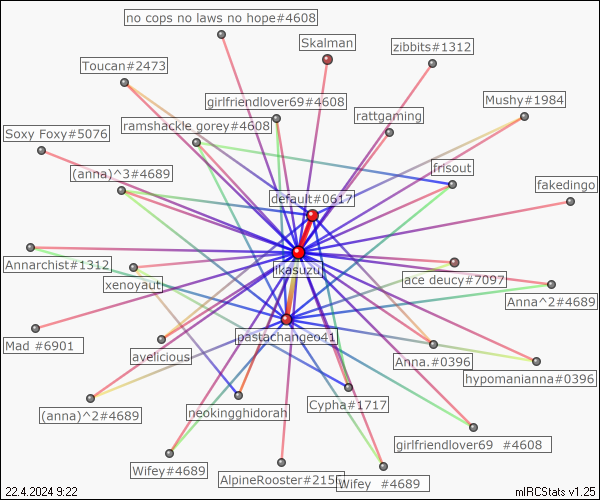 no cops no laws no hope#4608
Skalman
zibbits#1312
Toucan#2473
girlfriendlover69#4608
Mushy#1984
rattgaming
ramshackle gorey#4608
Soxy Foxy#5076
frisout
(anna)^3#4689
fakedingo
default#0617
Annarchist#1312
ikasuzu
ace deucy#7097
xenoyaut
Anna^2#4689
Mad #6901
pastachangeo41
avelicious
Anna.#0396
hypomanianna#0396
(anna)^2#4689
neokingghidorah
Cypha#1717
girlfriendlover69 #4608
Wifey#4689
AlpineRooster#215
Wifey #4689
22.4.2024 9:22
mIRCStats v1.25